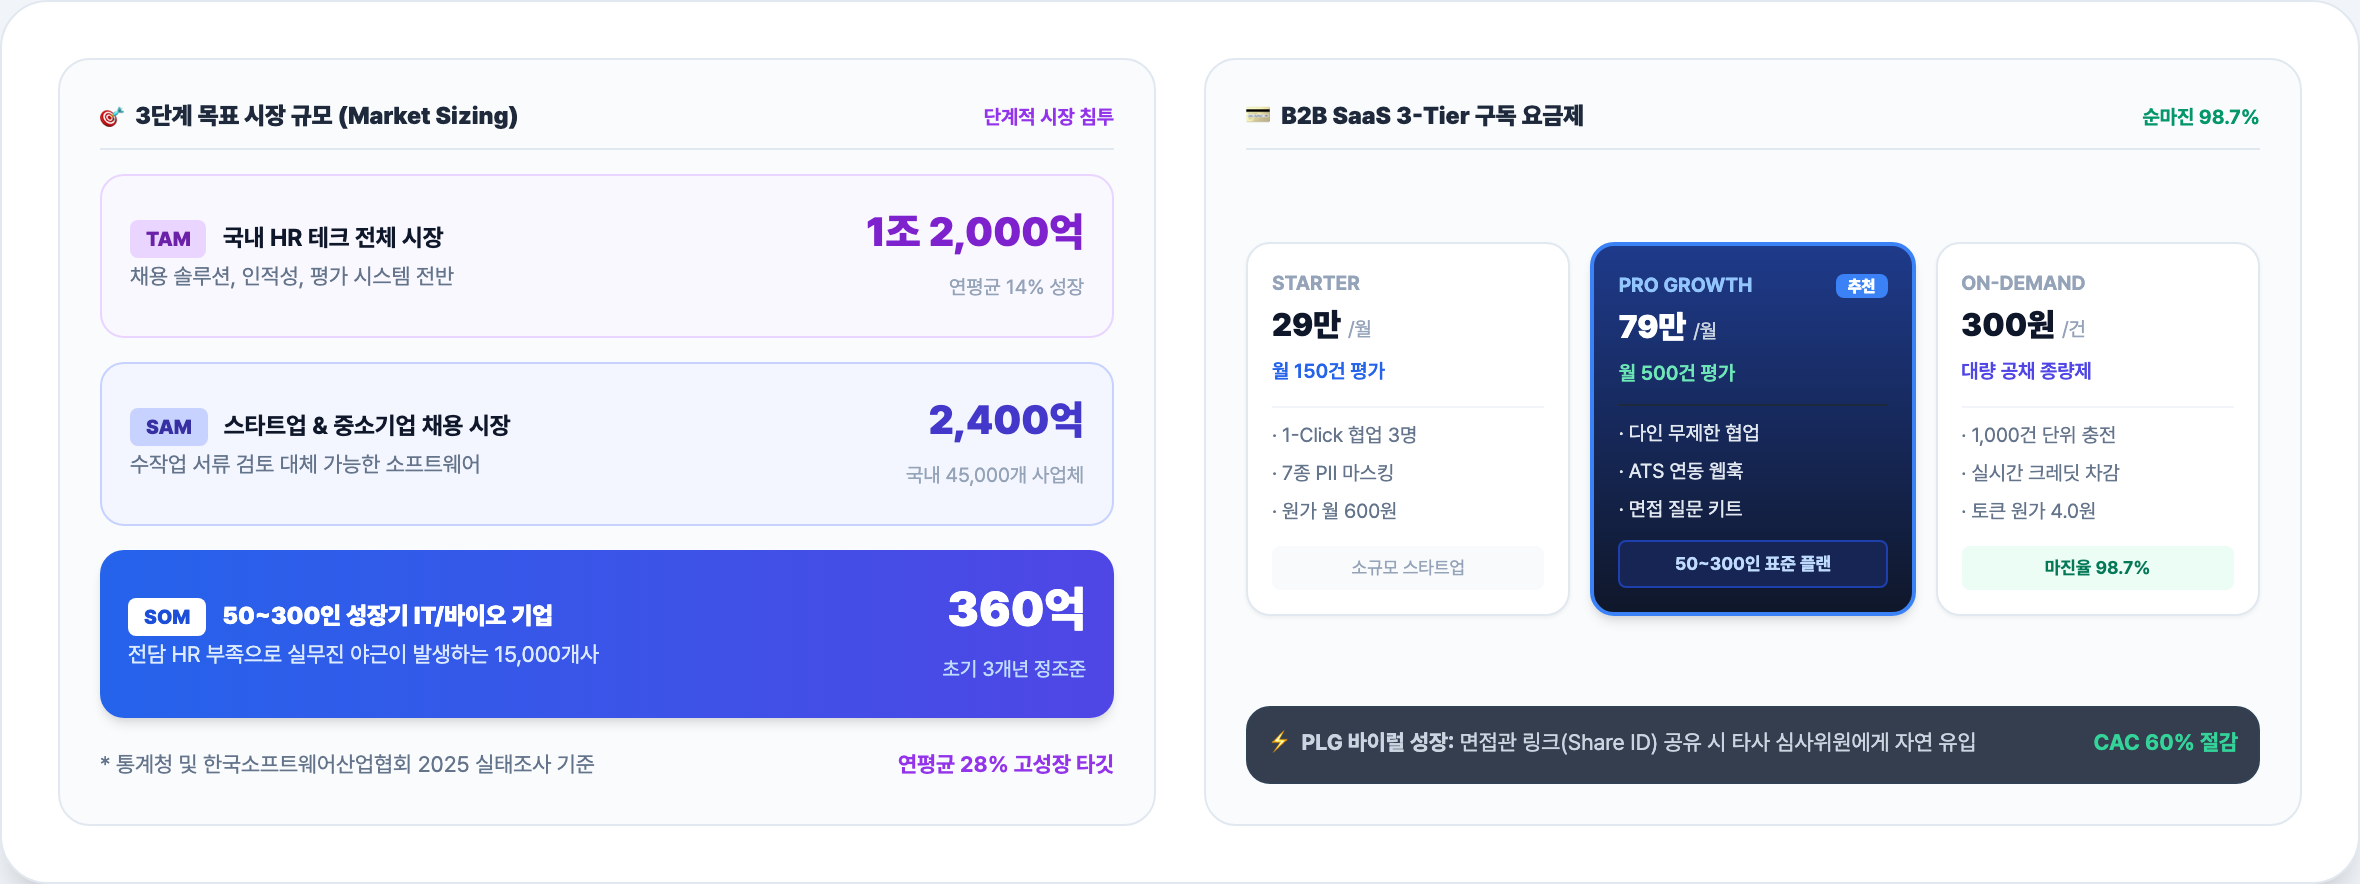 3단계 목표 시장 규모 (Market Sizing)
단계적 시장 침투
TAM 국내 HR 테크 전체 시장
채용 솔루션, 인적성, 평가 시스템 전반
1조 2,000억
연평균 14% 성장
SAM 스타트업 & 중소기업 채용 시장
수작업 서류 검토 대체 가능한 소프트웨어
2,400억
국내 45,000개 사업체
SOM 50~300인 성장기 IT/바이오 기업
전담 HR 부족으로 실무진 야근이 발생하는 15,000개사
360억
초기 3개년 정조준
* 통계청 및 한국소프트웨어산업협회 2025 실태조사 기준
연평균 28% 고성장 타깃
B2B SaaS 3-Tier 구독 요금제
순마진 98.7%
STARTER
29만 /월
월 150건 평가
· 1-Click 협업 3명
· 7종 PII 마스킹
· 원가 월 600원
소규모 스타트업
PRO GROWTH 추천
79만 /월
월 500건 평가
· 다인 무제한 협업
· ATS 연동 웹훅
· 면접 질문 키트
50~300인 표준 플랜
ON-DEMAND
300원 /건
대량 공채 종량제
· 1,000건 단위 충전
· 실시간 크레딧 차감
· 토큰 원가 4.0원
마진율 98.7%
PLG 바이럴 성장: 면접관 링크(Share ID) 공유 시 타사 심사위원에게 자연 유입
CAC 60% 절감